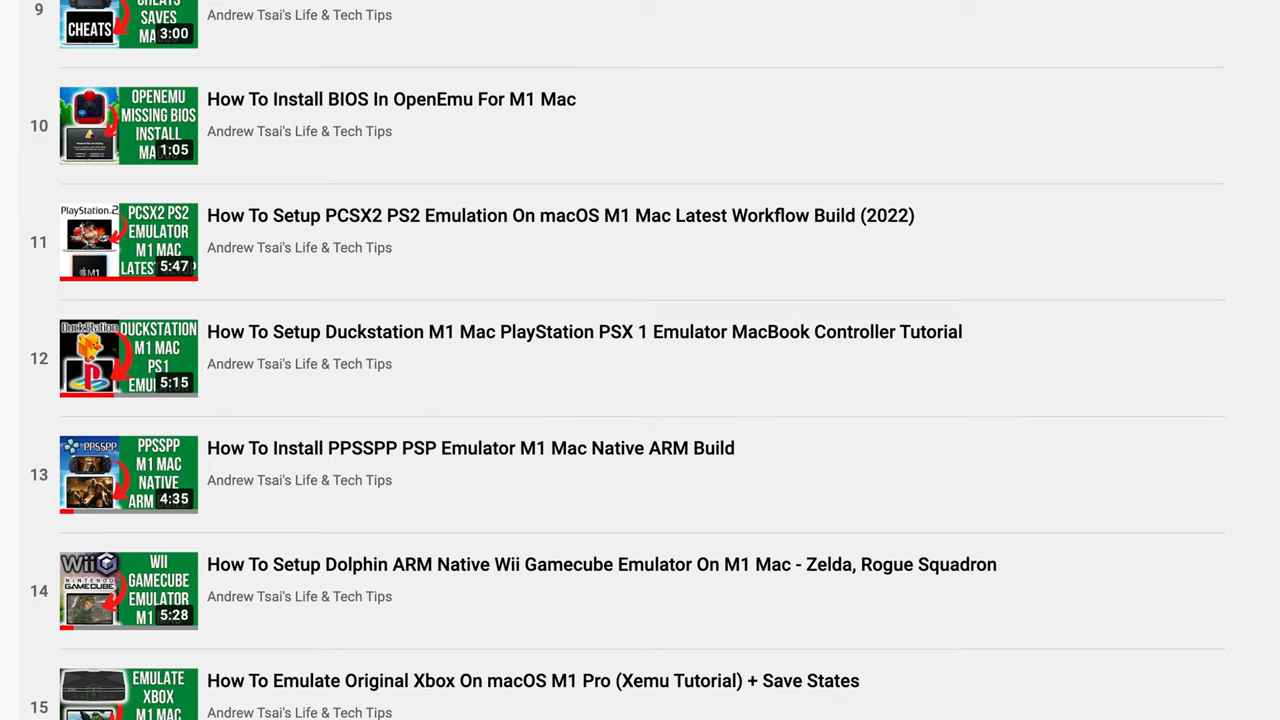 9
CHEATS
CHEATS
SAVES
3:00
Andrew Tsai's Life & Tech Tips
10
OPENEMU
MISSING BIOS
INSTALL
1:05
How To Install BIOS In OpenEmu For M1 Mac
Andrew Tsai's Life & Tech Tips
11
PlayStation.2
PCSX2 PS2
EMULATOR
M1 MAC
M1
5:47
How To Setup PCSX2 PS2 Emulation On macOS M1 Mac Latest Workflow Build (2022)
Andrew Tsai's Life & Tech Tips
12
DuckStation
DUCKSTATION
M1 MAC
PS1
5:15
How To Setup Duckstation M1 Mac PlayStation PSX 1 Emulator MacBook Controller Tutorial
Andrew Tsai's Life & Tech Tips
13
PPSSPP
PPSSPP
M1 MAC
NATIVE
ARM
4:35
How To Install PPSSPP PSP Emulator M1 Mac Native ARM Build
Andrew Tsai's Life & Tech Tips
14
Wii
NINTENDO
GAMECUBE
WII
GAMECUBE
EMULATOR
M1
5:28
How To Setup Dolphin ARM Native Wii Gamecube Emulator On M1 Mac - Zelda, Rogue Squadron
Andrew Tsai's Life & Tech Tips
15
EMULATE
XBOX
M1 MAC
How To Emulate Original Xbox On macOS M1 Pro (Xemu Tutorial) + Save States
Andrew Tsai's Life & Tech Tips